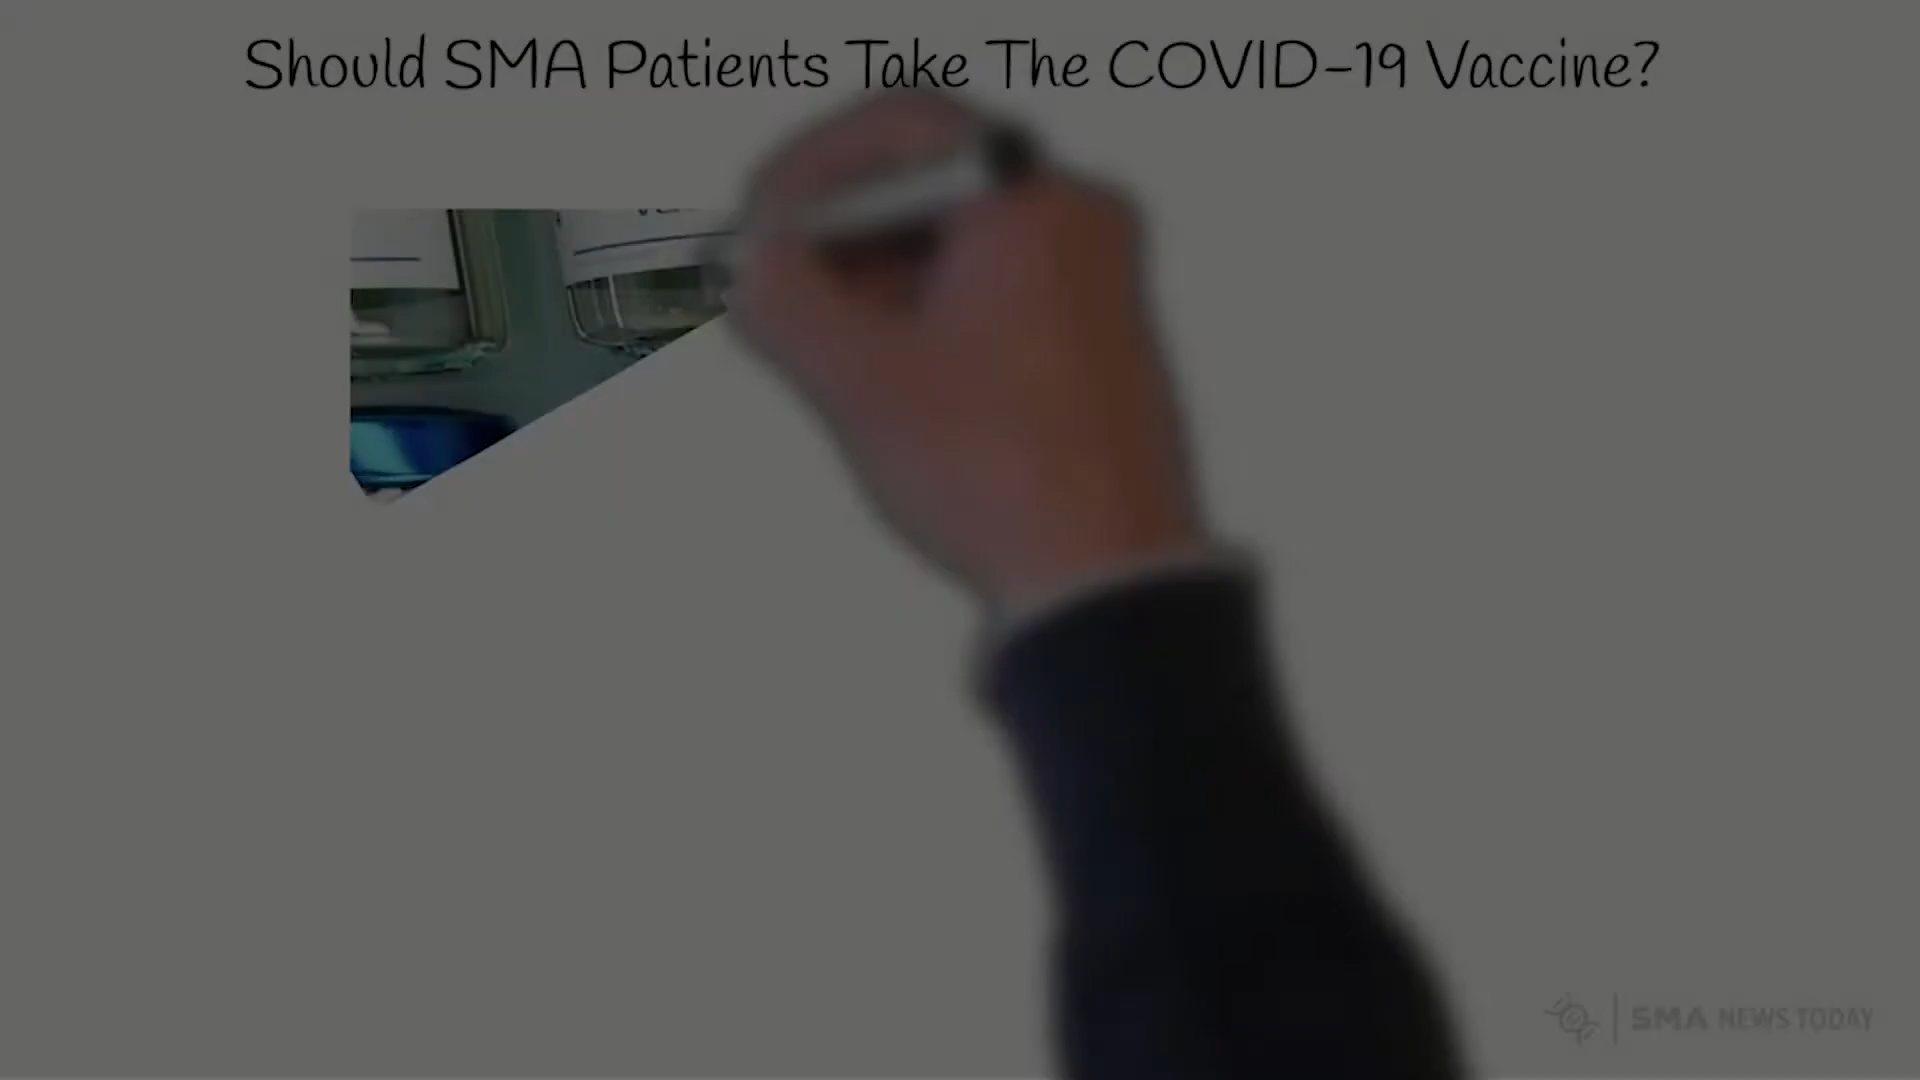 Should SMA Patients Take The COVID-19 Vaccine?
SMA NEWS TODAY